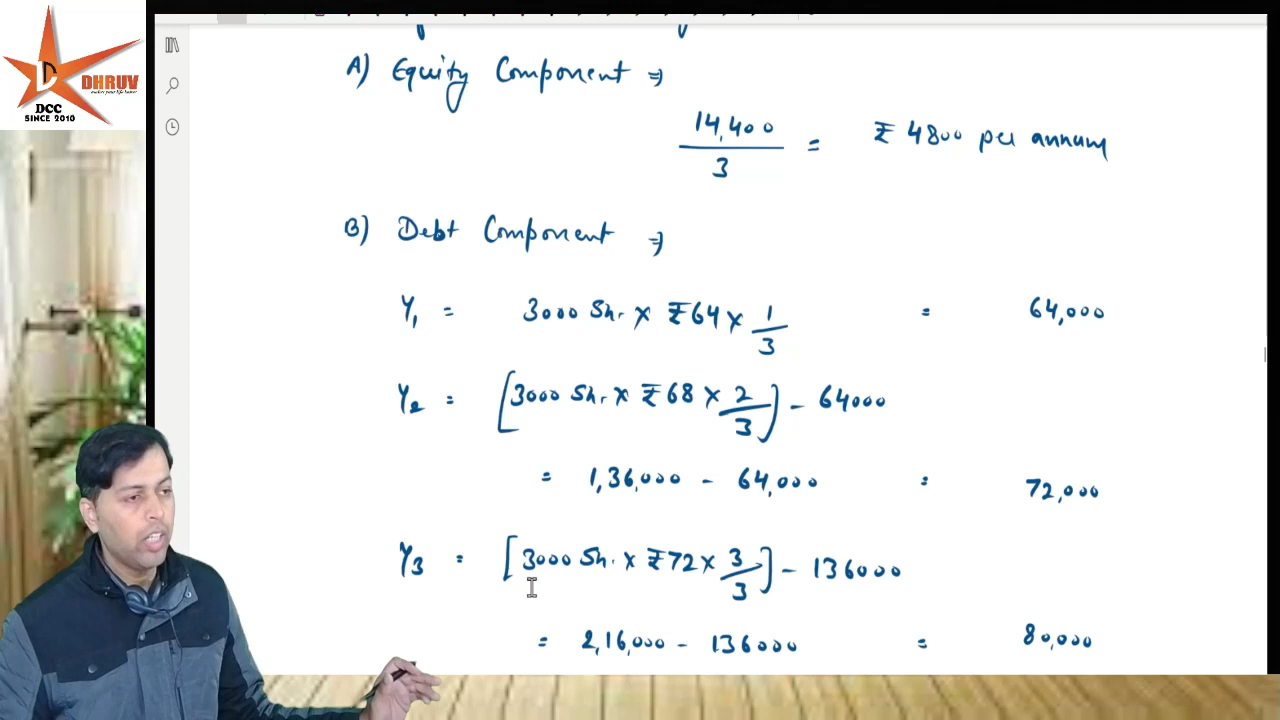 DHRUV
DCC
SINCE 2010
A) Equity Component ⇒
14,400
3
= ₹ 4800 per annum
B) Debt Component ⇒
Y1 = 3000 Sh. x ₹64 x 1/3 = 64,000
Y2 = [3000 Sh. x ₹68 x 2/3] - 64000
= 1,36,000 - 64,000 = 72,000
Y3 = [3000 Sh. x ₹72 x 3/3] - 136000
= 2,16,000 - 136000 = 80,000